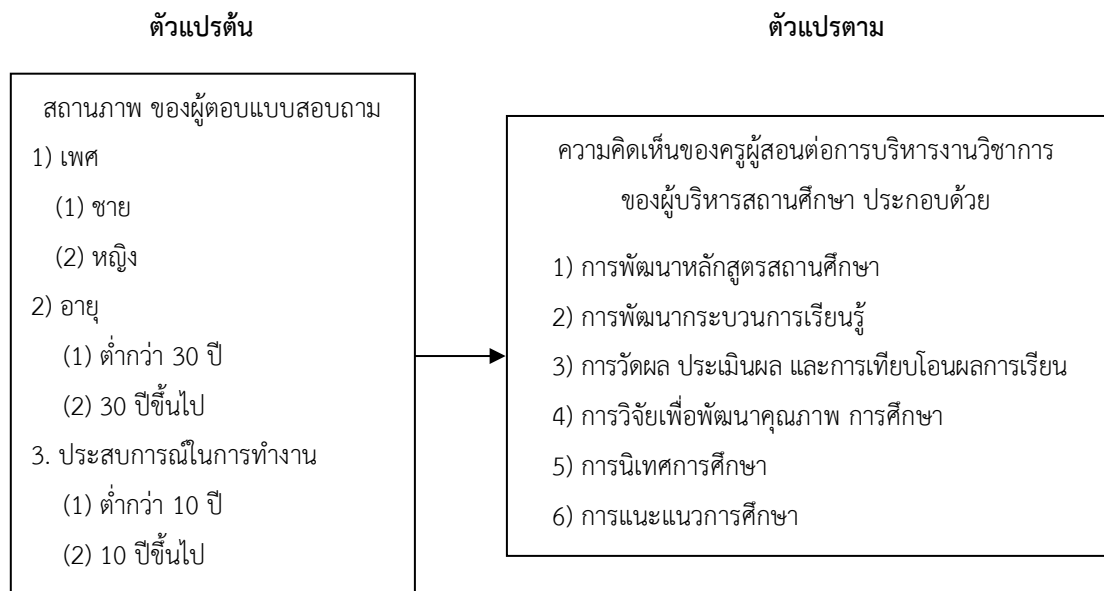 ตัวแปรต้น
ตัวแปรตาม
สถานภาพ ของผู้ตอบแบบสอบถาม
1) เพศ
(1) ชาย
(2) หญิง
2) อายุ
(1) ต่ำกว่า 30 ปี
(2) 30 ปีขึ้นไป
3. ประสบการณ์ในการทำงาน
(1) ต่ำกว่า 10 ปี
(2) 10 ปีขึ้นไป
ความคิดเห็นของครูผู้สอนต่อการบริหารงานวิชาการ
ของผู้บริหารสถานศึกษา ประกอบด้วย
1) การพัฒนาหลักสูตรสถานศึกษา
2) การพัฒนากระบวนการเรียนรู้
3) การวัดผล ประเมินผล และการเทียบโอนผลการเรียน
4) การวิจัยเพื่อพัฒนาคุณภาพ การศึกษา
5) การนิเทศการศึกษา
6) การแนะแนวการศึกษา